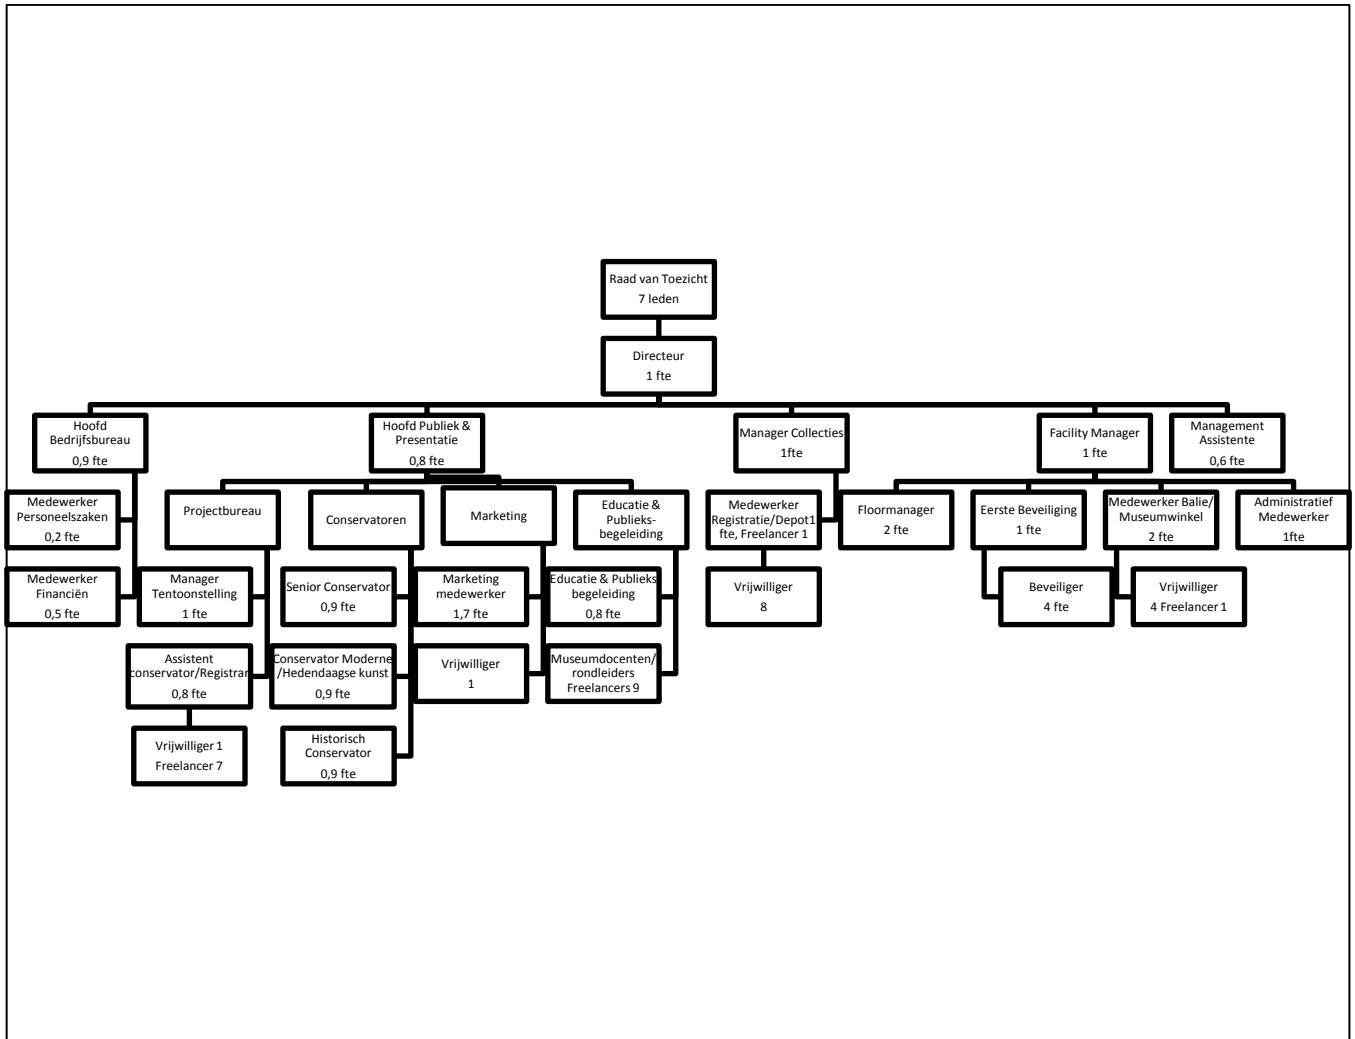 Raad van Toezicht
7 leden
Directeur
1 fte
Hoofd
Bedrijfsbureau
0,9 fte
Hoofd Publiek &
Presentatie
0,8 fte
Manager Collecties
1fte
Facility Manager
1 fte
Management
Assistente
0,6 fte
Medewerker
Personeelszaken
0,2 fte
Projectbureau
Conservatoren
Marketing
Educatie &
Publieks-
begeleiding
Medewerker
Registratie/Depot1
fte, Freelancer 1
Floormanager
2 fte
Eerste Beveiliging
1 fte
Medewerker Balie/
Museumwinkel
2 fte
Administratief
Medewerker
1fte
Medewerker
Financiën
0,5 fte
Manager
Tentoonstelling
1 fte
Senior Conservator
0,9 fte
Marketing
medewerker
1,7 fte
Educatie & Publieks
begeleiding
0,8 fte
Vrijwilliger
8
Beveiliger
4 fte
Vrijwilliger
4 Freelancer 1
Assistent
conservator/Registrar
0,8 fte
Conservator Moderne
/Hedendaagse kunst
0,9 fte
Vrijwilliger
1
Museumdocenten/
rondleiders
Freelancers 9
Vrijwilliger 1
Freelancer 7
Historisch
Conservator
0,9 fte